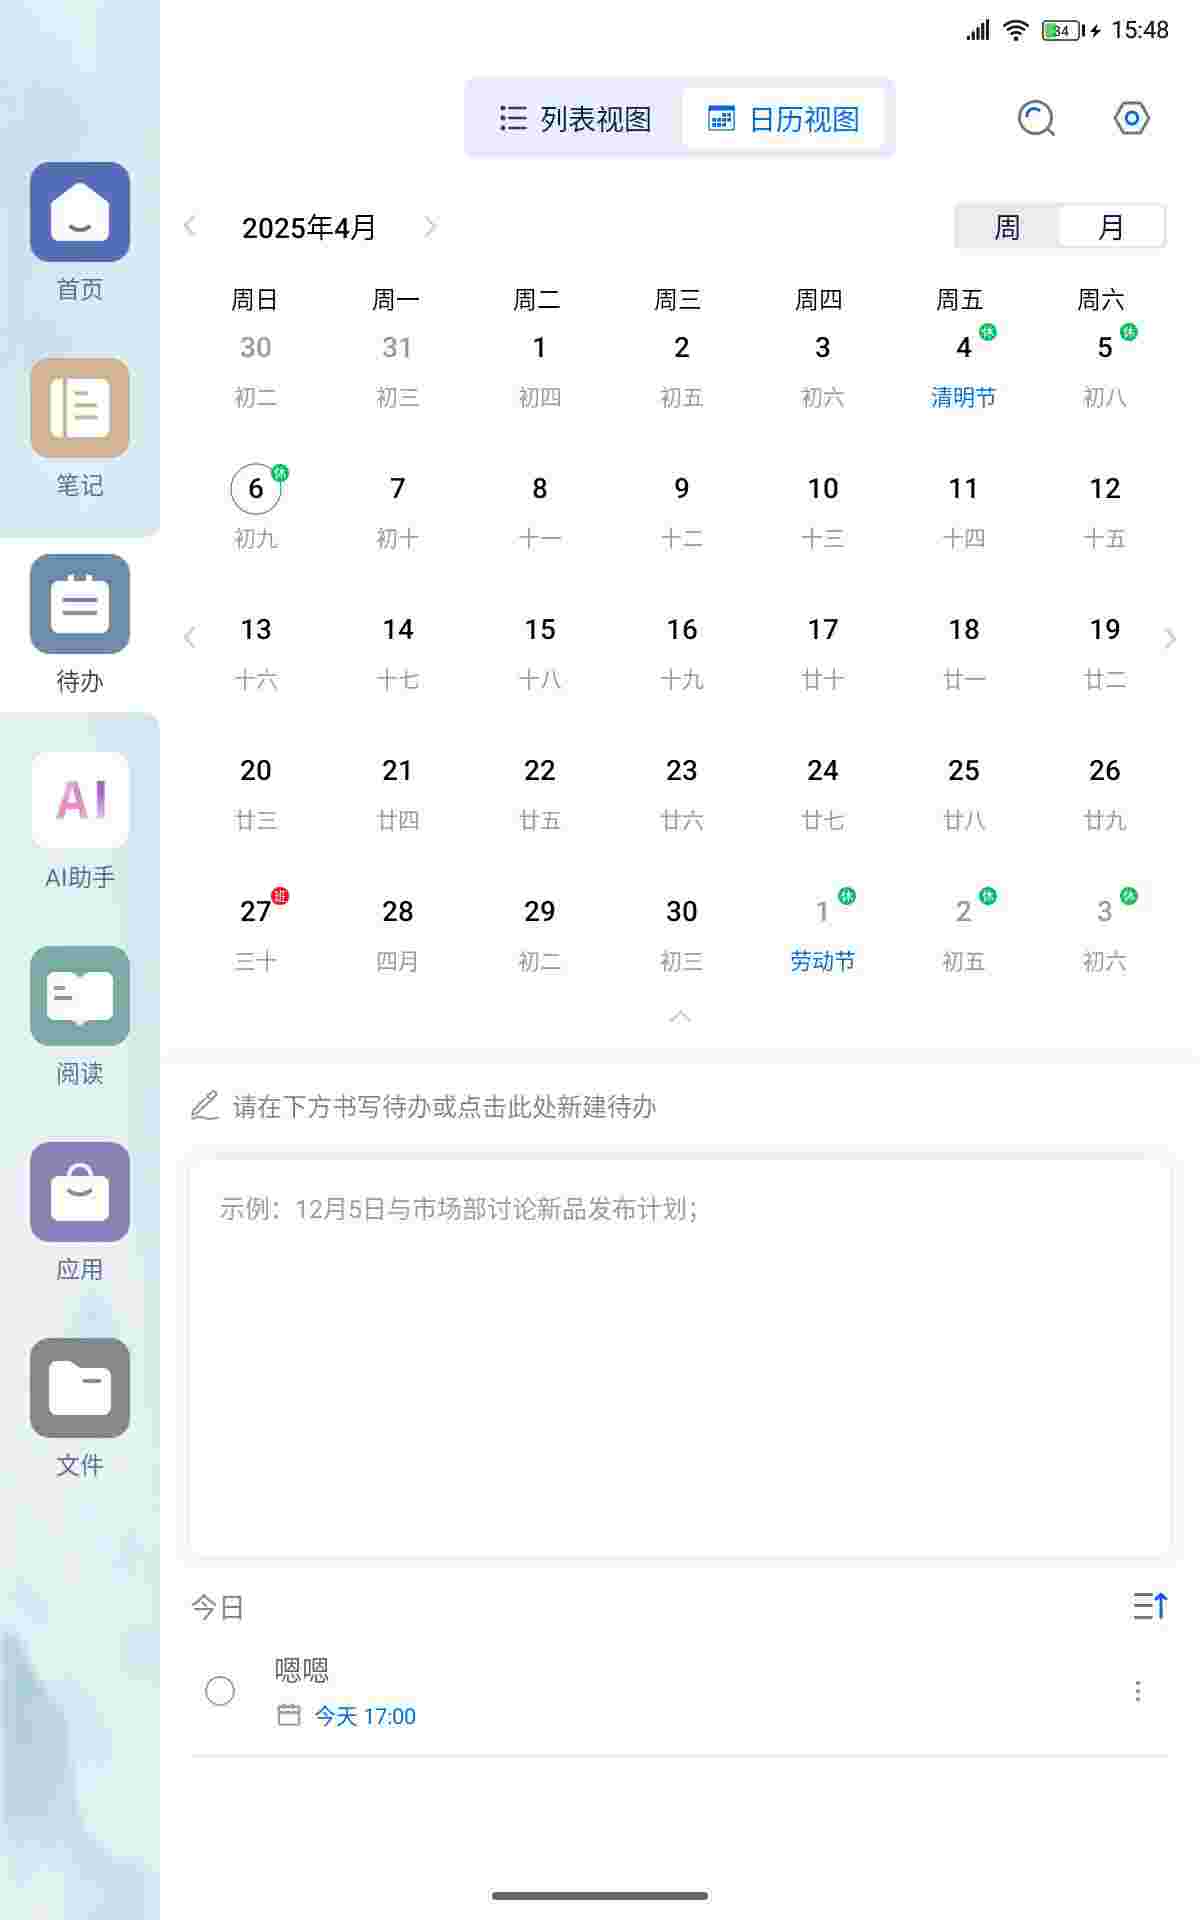 34 15:48
列表视图 日历视图
2025年4月 周 月
周日 周一 周二 周三 周四 周五 周六
30 31 1 2 3 4 休 5 休
初二 初三 初四 初五 初六 清明节 初八
6 休 7 8 9 10 11 12
初九 初十 十一 十二 十三 十四 十五
13 14 15 16 17 18 19
十六 十七 十八 十九 廿十 廿一 廿二
20 21 22 23 24 25 26
廿三 廿四 廿五 廿六 廿七 廿八 廿九
27 班 28 29 30 1 休 2 休 3 休
三十 四月 初二 初三 劳动节 初五 初六
请在下方书写待办或点击此处新建待办
示例：12月5日与市场部讨论新品发布计划；
今日
嗯嗯
今天 17:00
首页
笔记
待办
AI
AI助手
阅读
应用
文件